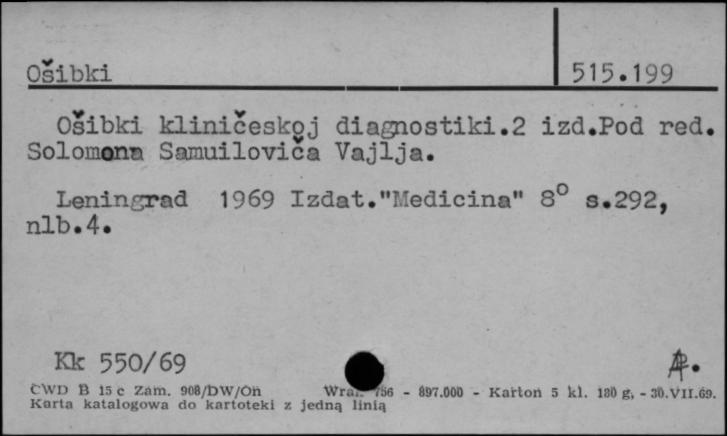 Ošibki 515.199
Ošibki kliničeskoj diagnostiki.2 izd.Pod red.
Solomona Samuiloviča Vajlja.
Leningrad 1969 Izdat."Medicina" 8° s.292,
nlb.4.
Kk 550/69
CWD B 15 c Zam. 908/DW/On 756 - 897.000 - Karton 5 kl. 180 g, - 30.VII.69.
Karta katalogowa do kartoteki z jedną linią